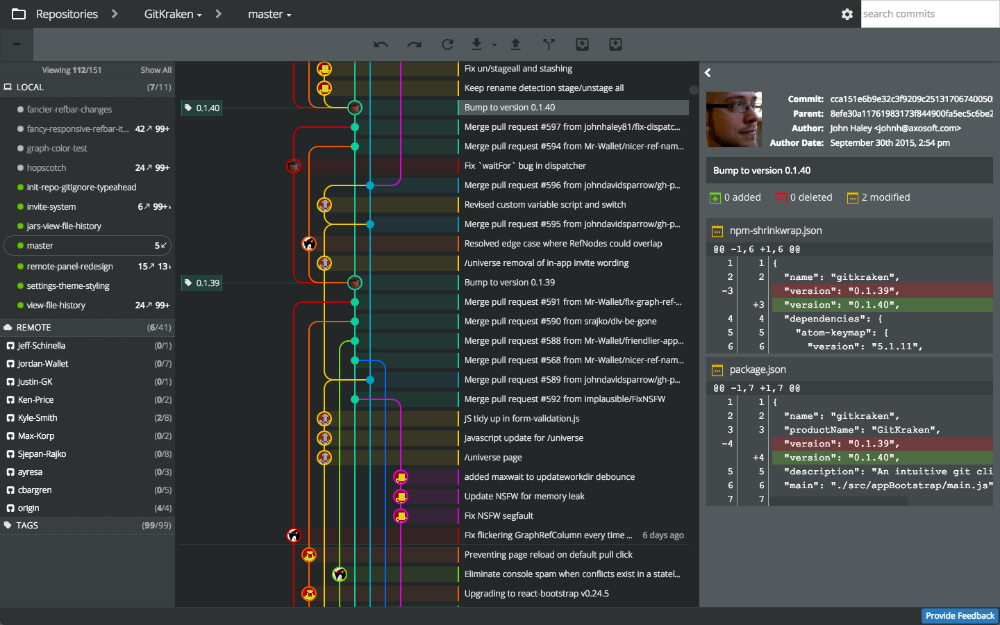 Repositories
GitKraken
master
search commits
Viewing 112/151
Show All
LOCAL
(7/11)
fancier-refbar-changes
fancy-responsive-refbar-it...
42↗ 99+
graph-color-test
hopscotch
24↗ 99+
init-repo-gitignore-typeahead
invite-system
6↗ 99+
jars-view-file-history
master
5↙
remote-panel-redesign
15↗ 13
settings-theme-styling
view-file-history
24↗ 99+
REMOTE
(6/41)
Jeff-Schinella
(0/1)
Jordan-Wallet
(0/7)
Justin-GK
(0/1)
Ken-Price
(0/2)
Kyle-Smith
(2/8)
Max-Korp
(0/2)
Sjepan-Rajko
(0/8)
ayresa
(0/3)
cbargren
(0/5)
origin
(4/4)
TAGS
(99/99)
Fix un/stageall and stashing
Keep rename detection stage/unstage all
0.1.40
Bump to version 0.1.40
Merge pull request #597 from johnhaley81/fix-dispatc...
Merge pull request #594 from Mr-Wallet/nicer-ref-nam...
Fix `waitFor` bug in dispatcher
Merge pull request #596 from johndavidsparrow/gh-p...
Revised custom variable script and switch
Merge pull request #595 from johndavidsparrow/gh-p...
Resolved edge case where RefNodes could overlap
/universe removal of in-app invite wording
0.1.39
Bump to version 0.1.39
Merge pull request #591 from Mr-Wallet/fix-graph-ref-...
Merge pull request #590 from srajko/div-be-gone
Merge pull request #588 from Mr-Wallet/friendlier-app...
Merge pull request #568 from Mr-Wallet/nicer-ref-nam...
Merge pull request #589 from johndavidsparrow/gh-p...
Merge pull request #592 from implausible/FixNSFW
JS tidy up in form-validation.js
Javascript update for /universe
/universe page
added maxwait to updateworkdir debounce
Update NSFW for memory leak
Fix NSFW segfault
Fix flickering GraphRefColumn every time ...
6 days ago
Preventing page reload on default pull click
Eliminate console spam when conflicts exist in a statel...
Upgrading to react-bootstrap v0.24.5
Commit: cca151e6b9e32c3f9209c251317067400505
Parent: 8efe30a11761983173f844900fa5ec5c6be2
Author: John Haley <johnh@axosoft.com>
Author Date: September 30th 2015, 2:54 pm
Bump to version 0.1.40
0 added
0 deleted
2 modified
npm-shrinkwrap.json
@@ -1,6 +1,6 @@
1 1 {
2 2 "name": "gitkraken",
-3 "version": "0.1.39",
+3 "version": "0.1.40",
4 4 "dependencies": {
5 5 "atom-keymap": {
6 6 "version": "5.1.11",
package.json
@@ -1,7 +1,7 @@
1 1 {
2 2 "name": "gitkraken",
3 3 "productName": "GitKraken",
-4 "version": "0.1.39",
+4 "version": "0.1.40",
5 5 "description": "An intuitive git cli
6 6 "main": "./src/appBootstrap/main.js"
7 7
Provide Feedback